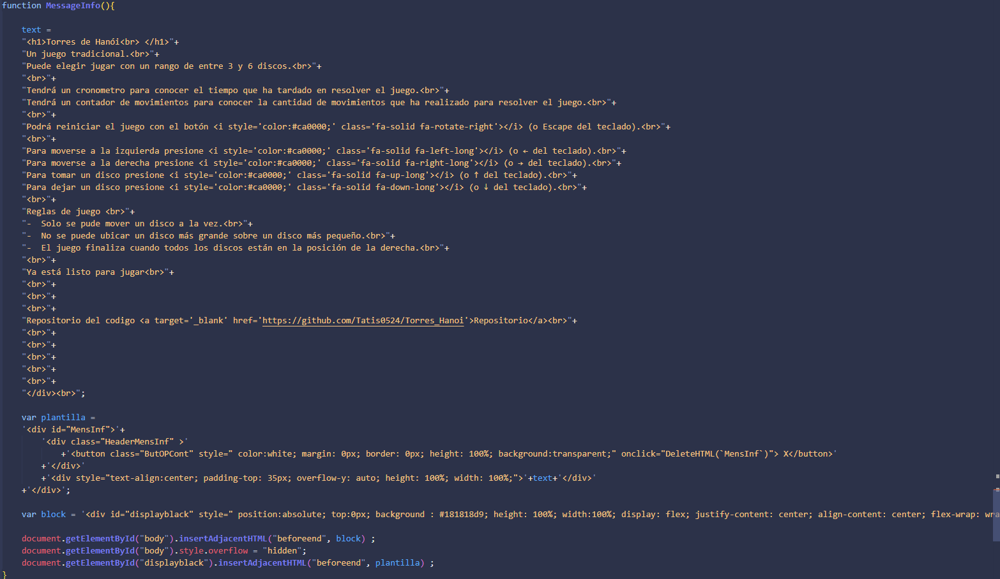 function MessageInfo(){
text =
"<h1>Torres de Hanói<br> </h1>"+
"Un juego tradicional.<br>"+
"Puede elegir jugar con un rango de entre 3 y 6 discos.<br>"+
"<br>"+
"Tendrá un cronometro para conocer el tiempo que ha tardado en resolver el juego.<br>"+
"Tendrá un contador de movimientos para conocer la cantidad de movimientos que ha realizado para resolver el juego.<br>"+
"<br>"+
"Podrá reiniciar el juego con el botón <i style='color:#ca0000;' class='fa-solid fa-rotate-right'></i> (o Escape del teclado).<br>"+
"<br>"+
"Para moverse a la izquierda presione <i style='color:#ca0000;' class='fa-solid fa-left-long'></i> (o ← del teclado).<br>"+
"Para moverse a la derecha presione <i style='color:#ca0000;' class='fa-solid fa-right-long'></i> (o → del teclado).<br>"+
"Para tomar un disco presione <i style='color:#ca0000;' class='fa-solid fa-up-long'></i> (o ↑ del teclado).<br>"+
"Para dejar un disco presione <i style='color:#ca0000;' class='fa-solid fa-down-long'></i> (o ↓ del teclado).<br>"+
"<br>"+
"Reglas de juego <br>"+
"-  Solo se pude mover un disco a la vez.<br>"+
"-  No se puede ubicar un disco más grande sobre un disco más pequeño.<br>"+
"-  El juego finaliza cuando todos los discos están en la posición de la derecha.<br>"+
"<br>"+
"Ya está listo para jugar<br>"+
"<br>"+
"<br>"+
"<br>"+
"Repositorio del codigo <a target='_blank' href='https://github.com/Tatis0524/Torres_Hanoi'>Repositorio</a><br>"+
"<br>"+
"<br>"+
"<br>"+
"<br>"+
"<br>"+
"</div><br>";
var plantilla =
'<div id="MensInf">'+
'<div class="HeaderMensInf" >'
+'<button class="ButOPCont" style=" color:white; margin: 0px; border: 0px; height: 100%; background:transparent;" onclick="DeleteHTML(`MensInf`)"> X</button>'
+'</div>'
+'<div style="text-align:center; padding-top: 35px; overflow-y: auto; height: 100%; width: 100%;">'+text+'</div>'
+'</div>';
var block = '<div id="displayblack" style=" position:absolute; top:0px; background : #181818d9; height: 100%; width:100%; display: flex; justify-content: center; align-content: center; flex-wrap: wra
document.getElementById("body").insertAdjacentHTML("beforeend", block) ;
document.getElementById("body").style.overflow = "hidden";
document.getElementById("displayblack").insertAdjacentHTML("beforeend", plantilla) ;
}